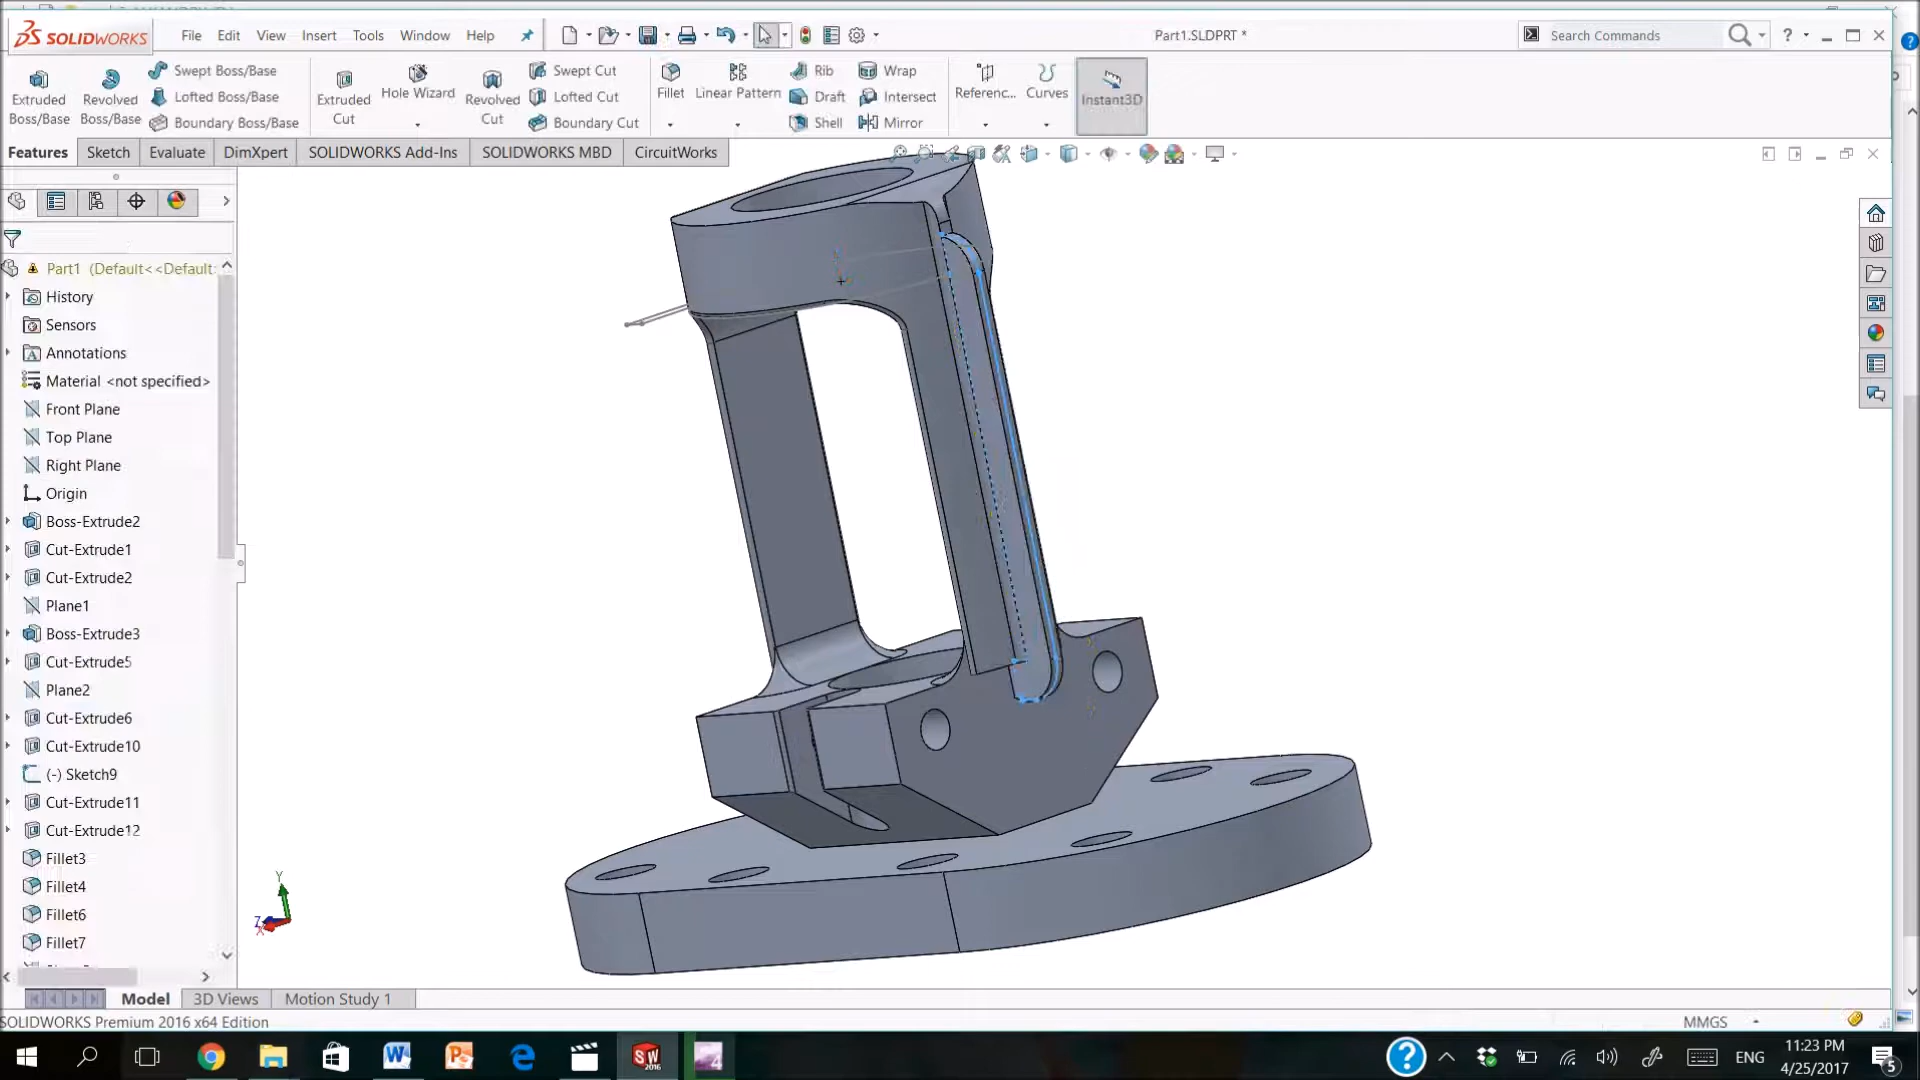 SOLIDWORKS File Edit View Insert Tools Window Help Part1.SLDPRT * Search Commands
Extruded Boss/Base
Revolved Boss/Base
Swept Boss/Base
Lofted Boss/Base
Boundary Boss/Base
Extruded Cut
Hole Wizard
Revolved Cut
Swept Cut
Lofted Cut
Boundary Cut
Fillet
Linear Pattern
Rib
Draft
Shell
Wrap
Intersect
Mirror
Referenc...
Curves
Instant3D
Features Sketch Evaluate DimXpert SOLIDWORKS Add-Ins SOLIDWORKS MBD CircuitWorks
Part1 (Default<<Default:
History
Sensors
Annotations
Material <not specified>
Front Plane
Top Plane
Right Plane
Origin
Boss-Extrude2
Cut-Extrude1
Cut-Extrude2
Plane1
Boss-Extrude3
Cut-Extrude5
Plane2
Cut-Extrude6
Cut-Extrude10
(-) Sketch9
Cut-Extrude11
Cut-Extrude12
Fillet3
Fillet4
Fillet6
Fillet7
Y
Z
X
Model 3D Views Motion Study 1
SOLIDWORKS Premium 2016 x64 Edition MMGS
ENG
11:23 PM
4/25/2017
5